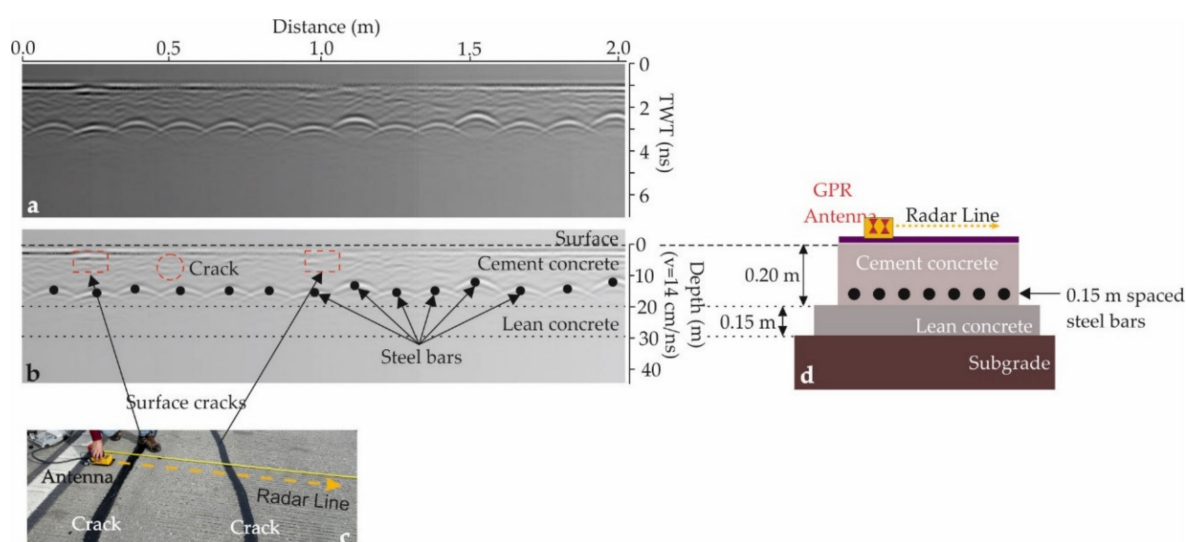 Distance (m)
0.0 0.5 1.0 1.5 2.0
0
2
4
6
TWT (ns)
a
Surface
Cement concrete
Crack
Lean concrete
Steel bars
b
0
10
20
30
40
Depth (m)
(v=14 cm/ns)
Surface cracks
Antenna
Radar Line
Crack
Crack
c
GPR
Antenna
Radar Line
0.20 m
Cement concrete
0.15 m spaced
steel bars
0.15 m
Lean concrete
Subgrade
d